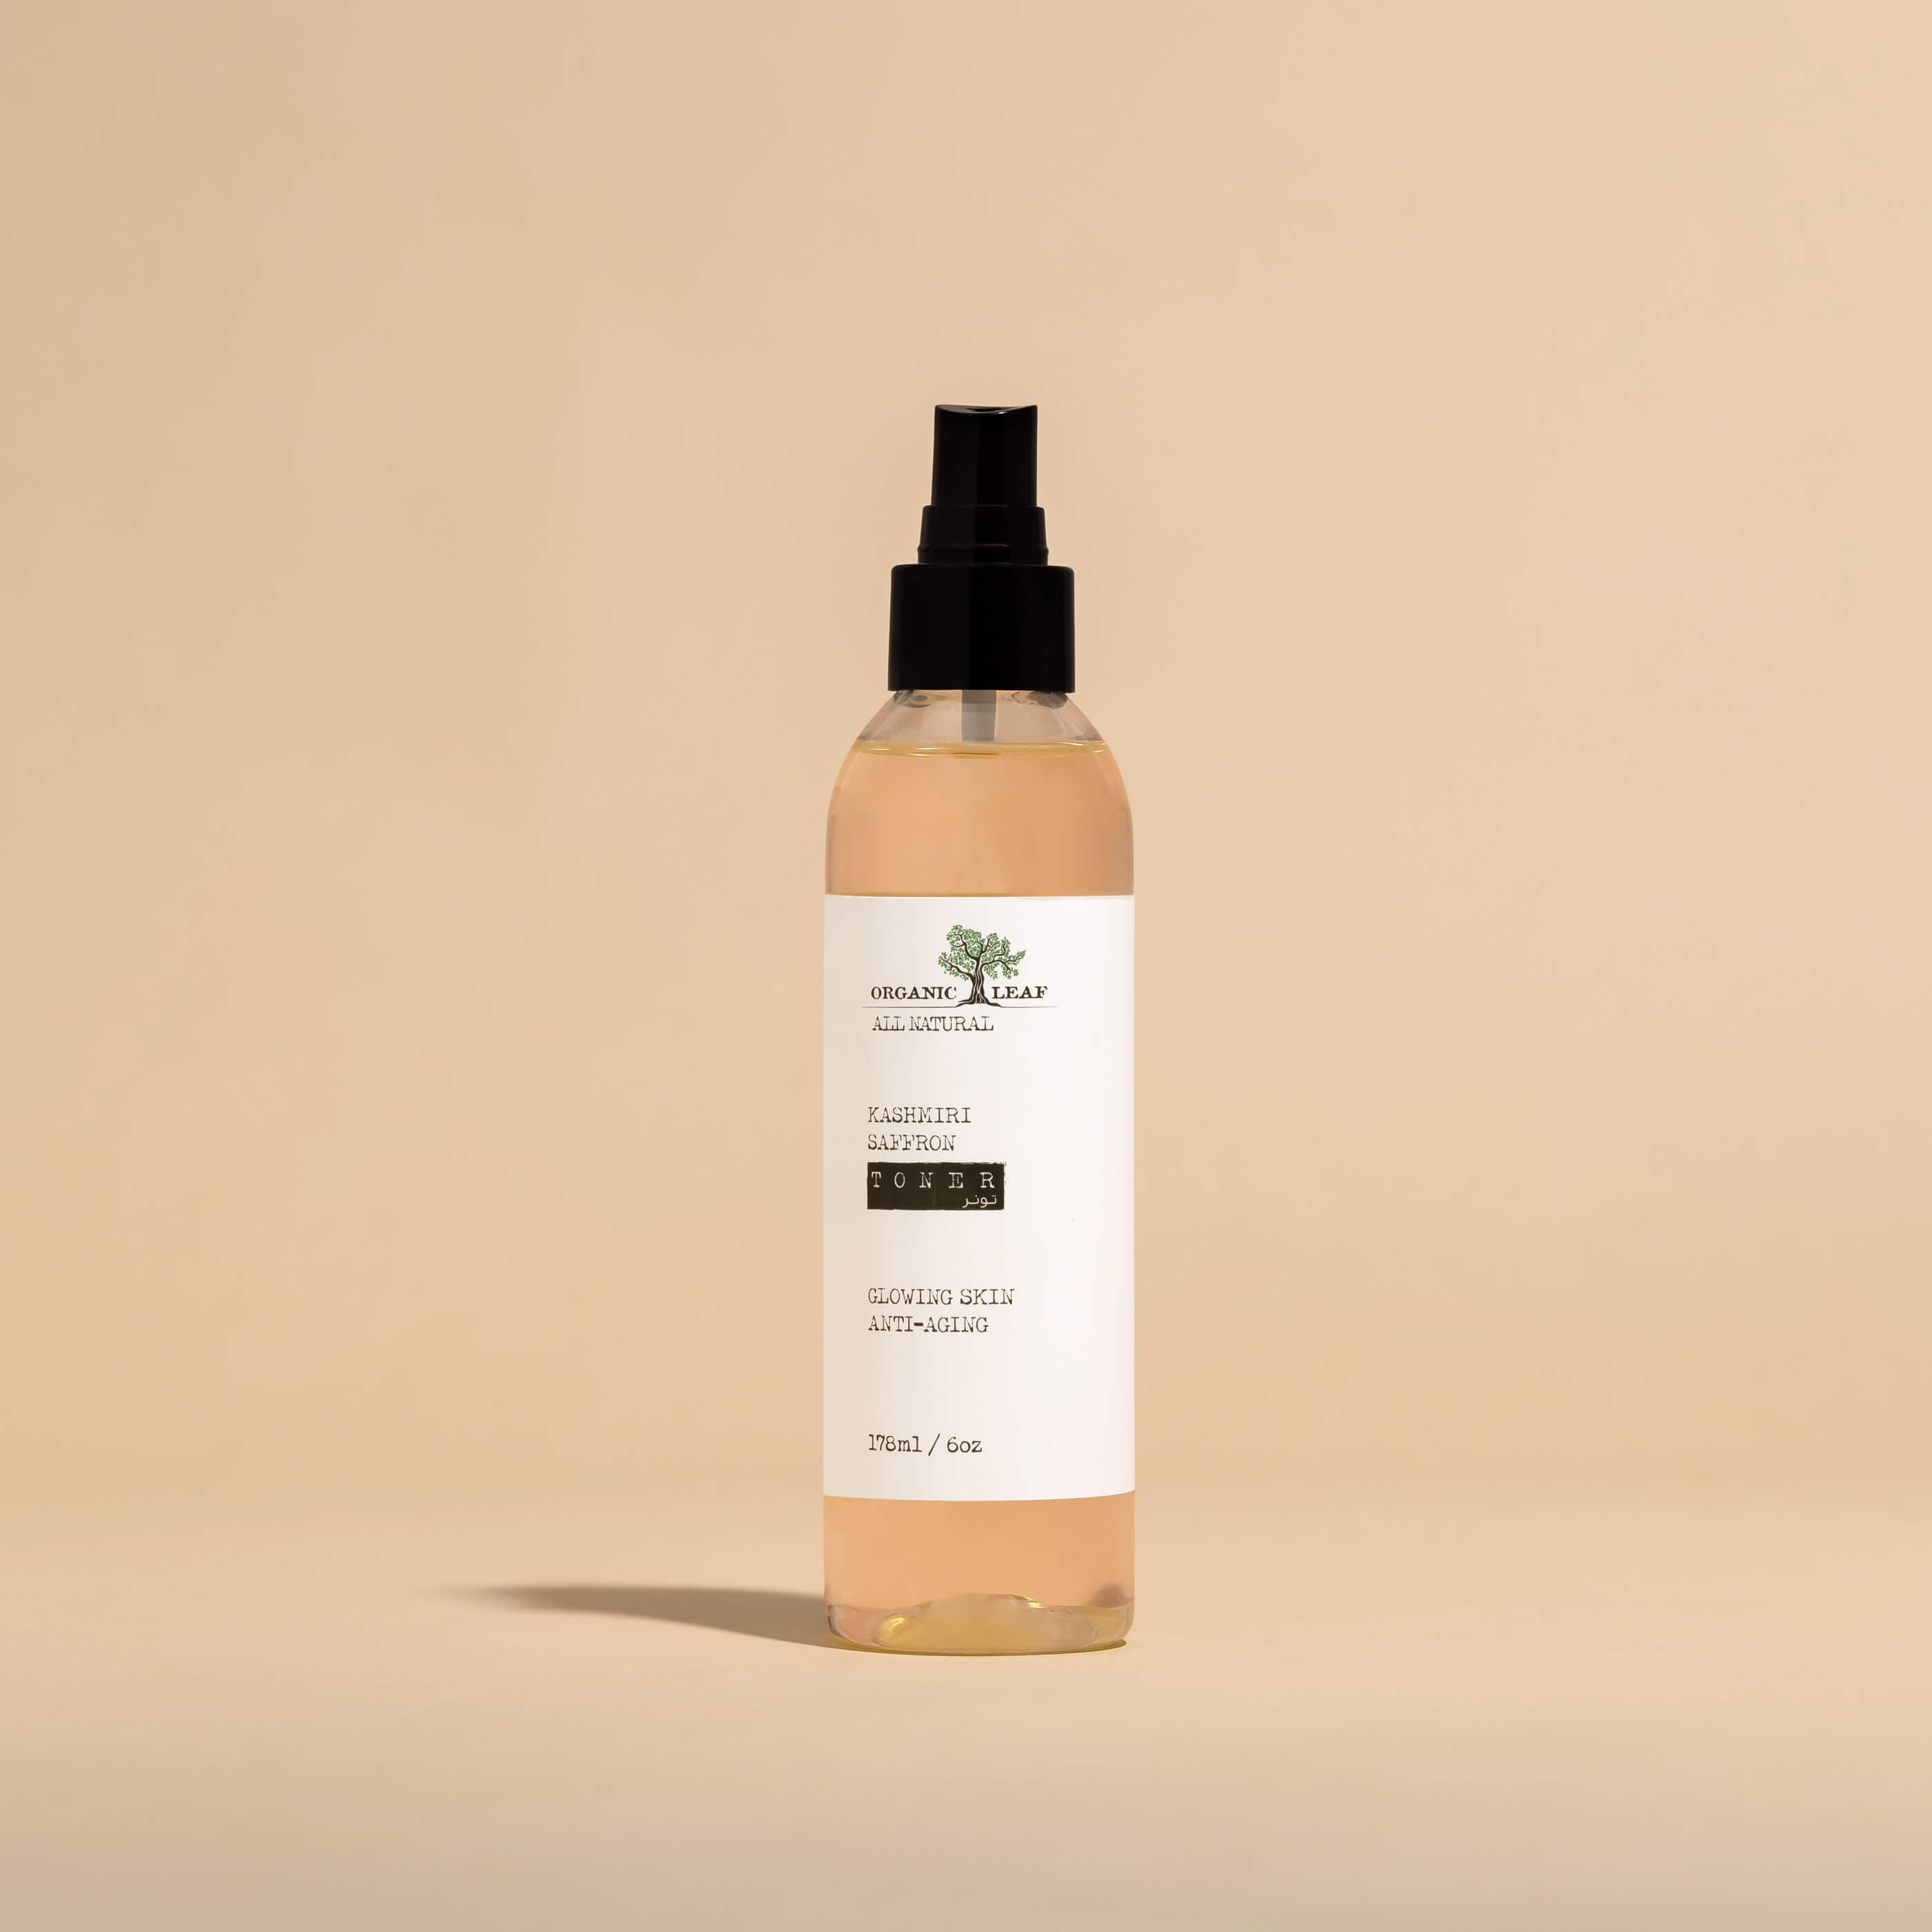 ORGANIC LEAF
ALL NATURAL
KASHMIRI
SAFFRON
TONER
تونر
GLOWING SKIN
ANTI-AGING
178ml / 6oz